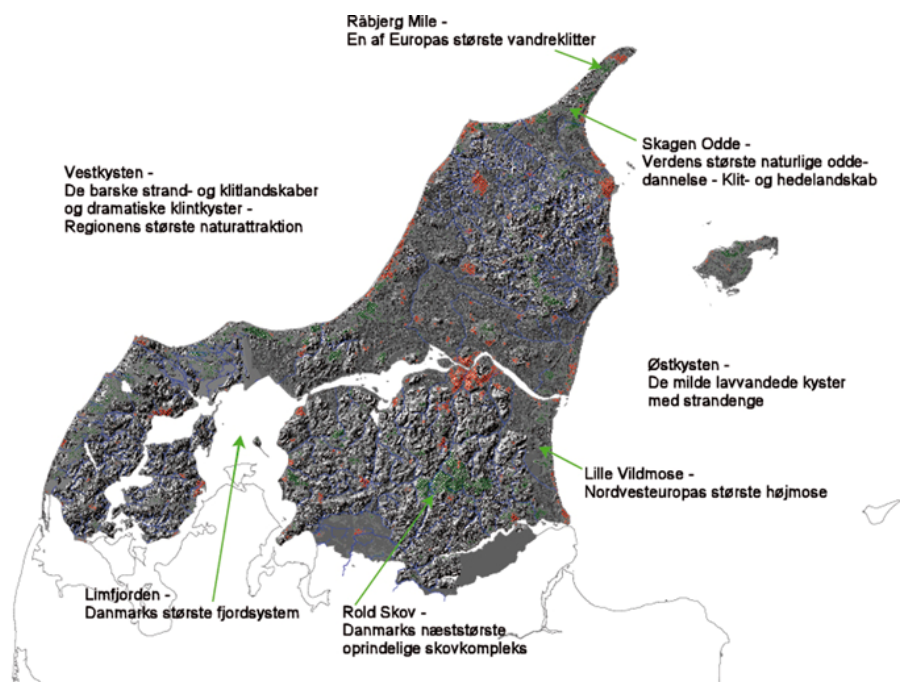 Råbjerg Mile -
En af Europas største vandreklitter
Skagen Odde -
Verdens største naturlige odde-
dannelse - Klit- og hedelandskab
Vestkysten -
De barske strand- og klitlandskaber
og dramatiske klintkyster -
Regionens største naturattraktion
Østkysten -
De milde lavvandede kyster
med strandenge
Lille Vildmose -
Nordvesteuropas største højmose
Limfjorden -
Danmarks største fjordsystem
Rold Skov -
Danmarks næststørste
oprindelige skovkompleks